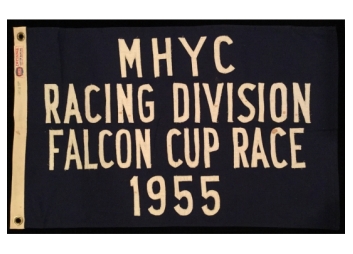 MHYC
RACING DIVISION
FALCON CUP RACE
1955